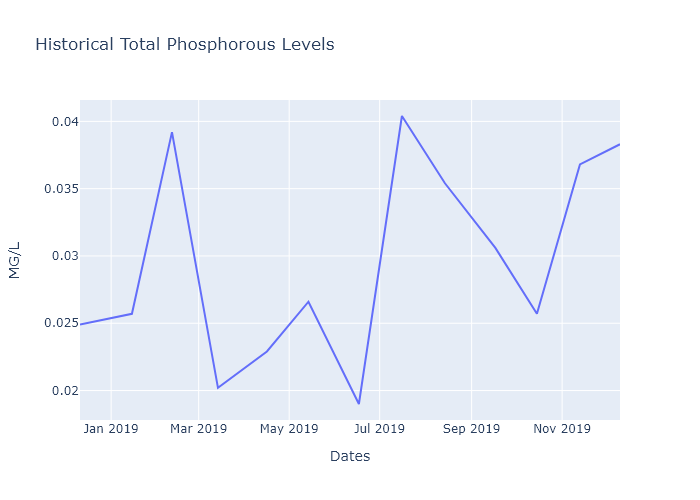 Historical Total Phosphorous Levels
0.04
0.035
0.03
0.025
0.02
MG/L
Jan 2019 Mar 2019 May 2019 Jul 2019 Sep 2019 Nov 2019
Dates